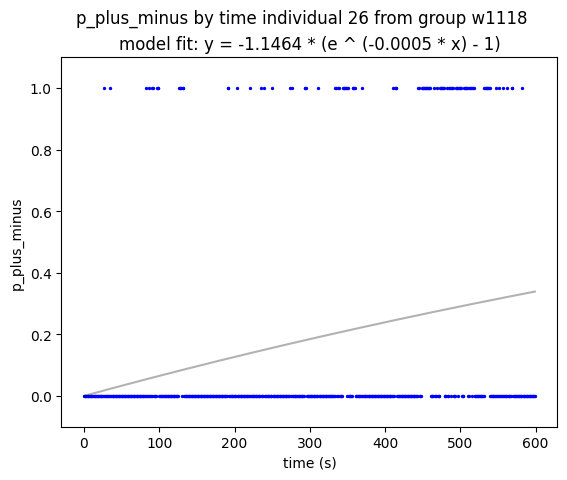 p_plus_minus by time individual 26 from group w1118
model fit: y = -1.1464 * (e ^ (-0.0005 * x) - 1)
p_plus_minus
1.0
0.8
0.6
0.4
0.2
0.0
0 100 200 300 400 500 600
time (s)